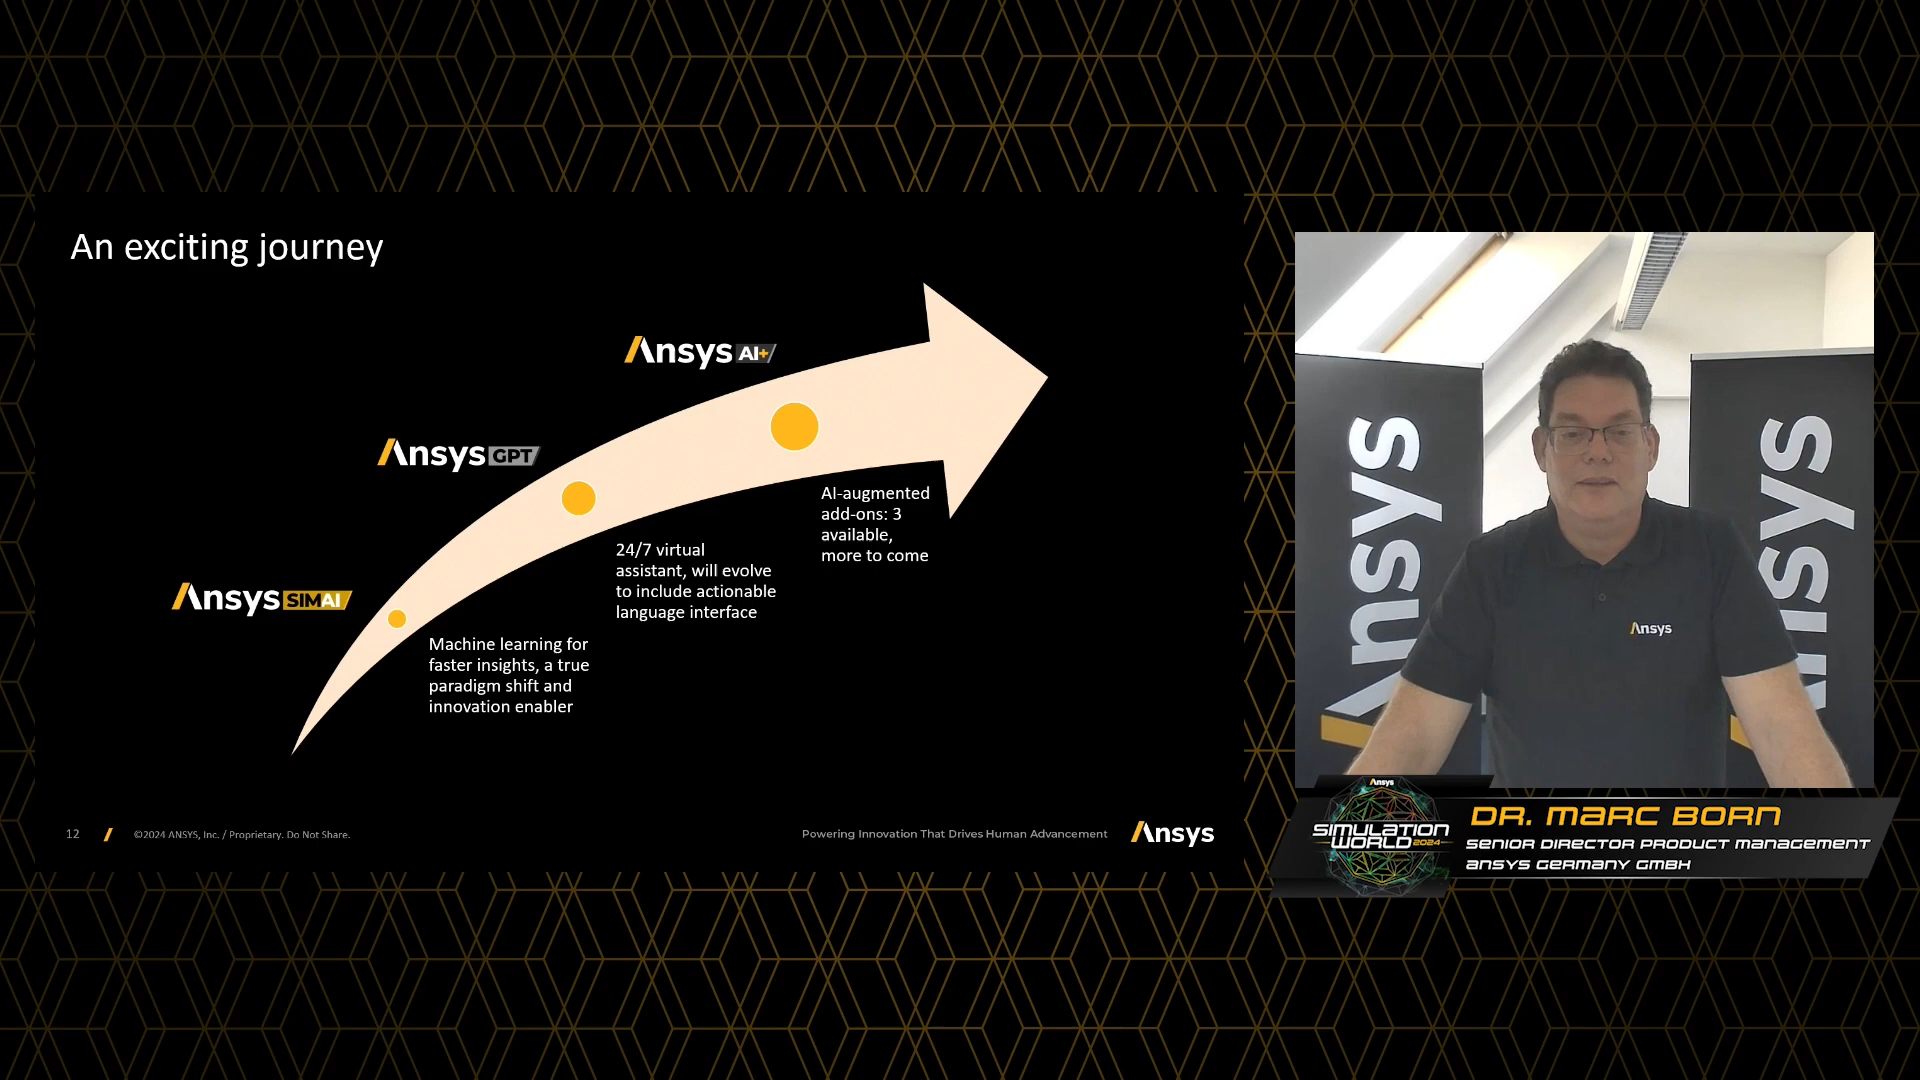 An exciting journey
Ansys AI+
Ansys GPT
AI-augmented
add-ons: 3
available,
more to come
24/7 virtual
assistant, will evolve
to include actionable
language interface
Ansys SIMAI
Machine learning for
faster insights, a true
paradigm shift and
innovation enabler
12
©2024 ANSYS, Inc. / Proprietary. Do Not Share.
Powering Innovation That Drives Human Advancement
Ansys
Ansys
Ansys
Ansys
Ansys
SIMULATION
WORLD 2024
DR. MARC BORN
SENIOR DIRECTOR PRODUCT MANAGEMENT
ANSYS GERMANY GMBH